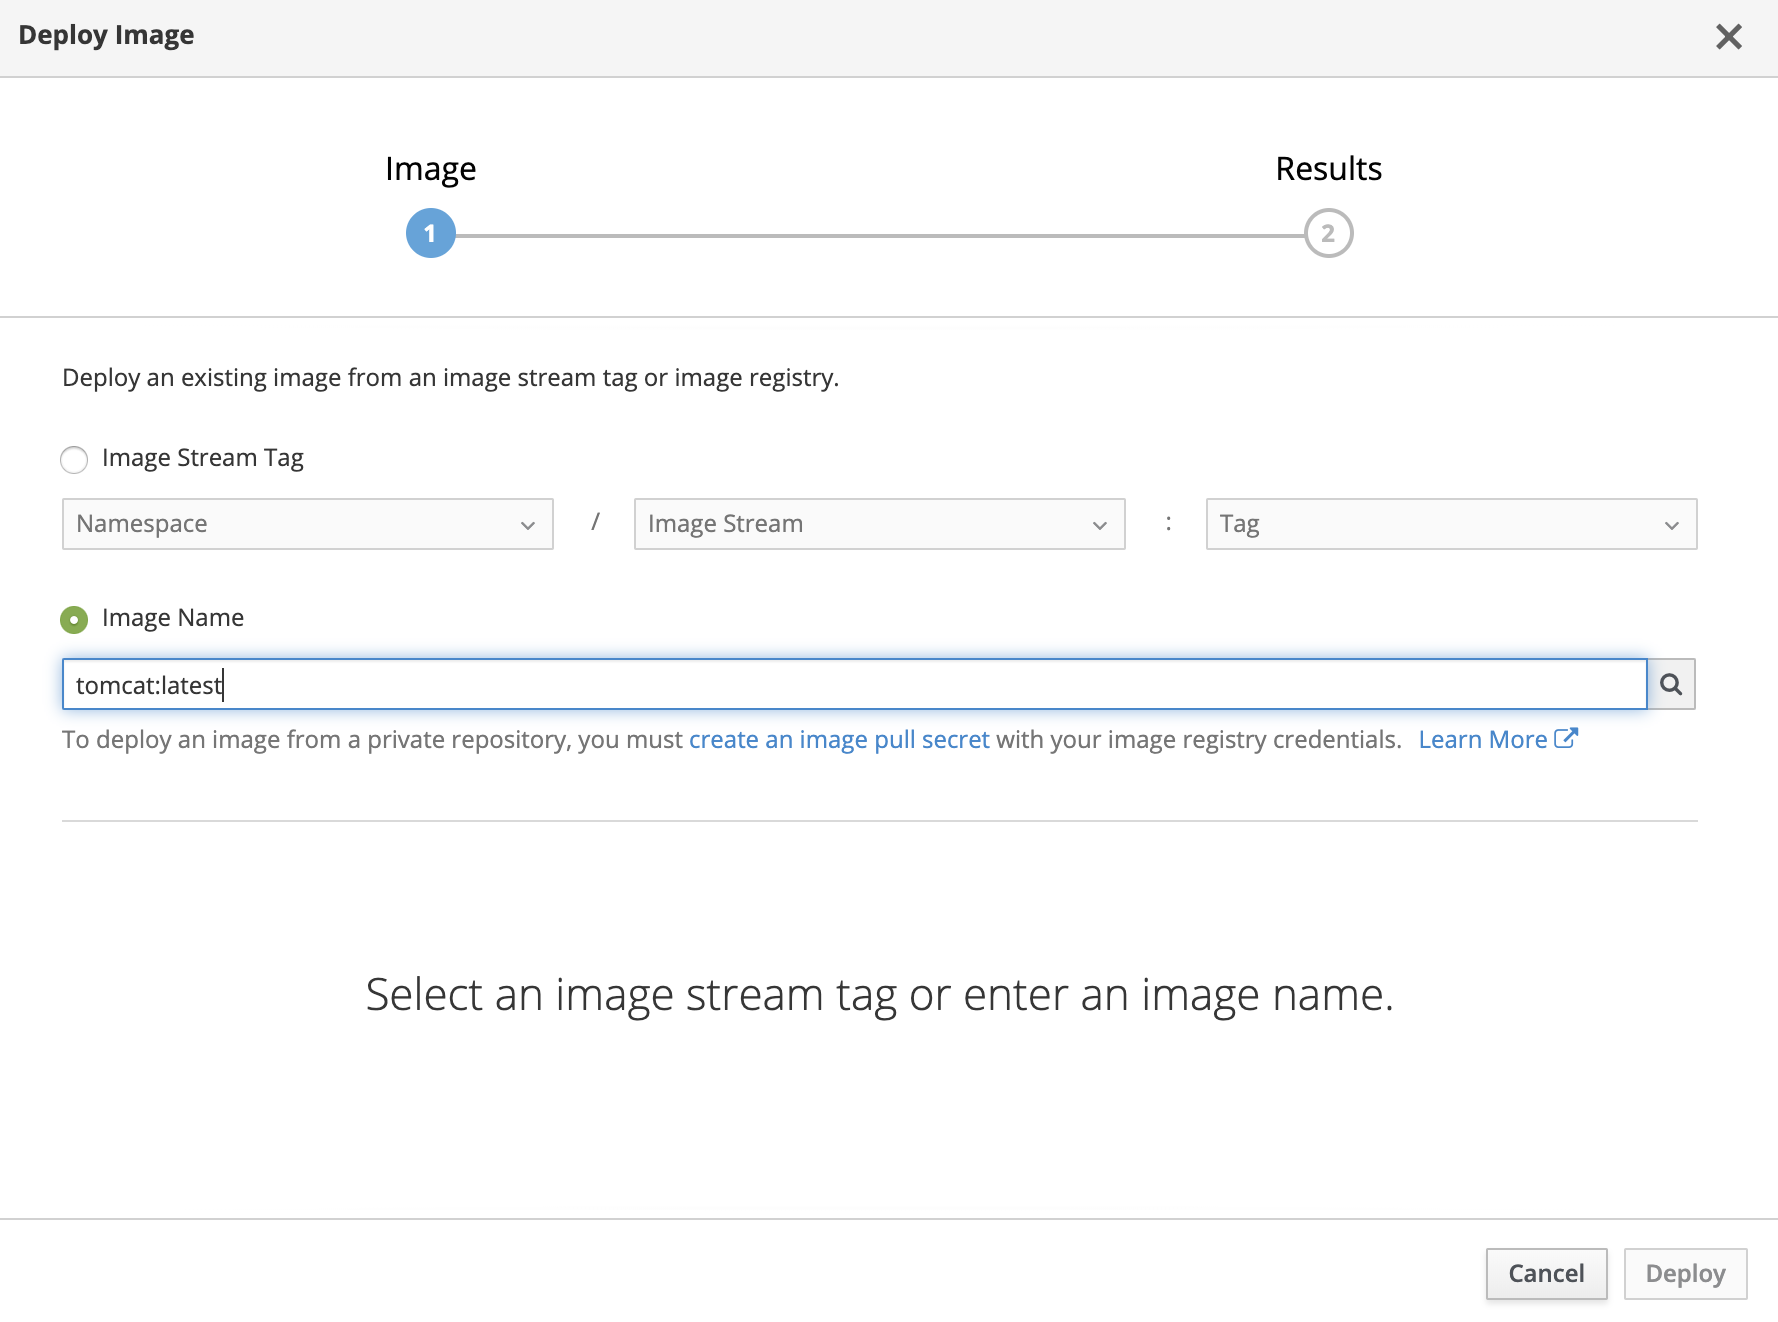 Deploy Image
Image Results
1 2
Deploy an existing image from an image stream tag or image registry.
Image Stream Tag
Namespace / Image Stream : Tag
Image Name
tomcat:latest
To deploy an image from a private repository, you must create an image pull secret with your image registry credentials. Learn More
Select an image stream tag or enter an image name.
Cancel Deploy